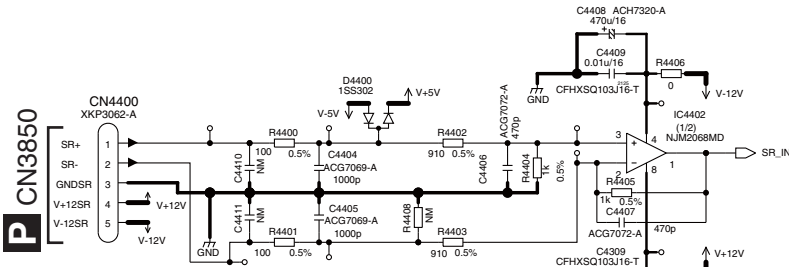 C4408 ACH7320-A
470u/16
C4409
0.01u/16
2125
CFHXSQ103J16-T
R4406
0
V-12V
GND
D4400
1SS302
V-5V
V+5V
P CN3850
CN4400
XKP3062-A
SR+
SR-
GNDSR
V+12SR
V-12SR
1
2
3
4
5
V+12V
V-12V
R4400
100
0.5%
C4410
NM
C4404
ACG7069-A
1000p
R4402
910 0.5%
ACG7072-A
470p
C4406
R4404
1k
0.5%
IC4402
(1/2)
NJM2068MD
3
4
+
−
2
8
1
SR_IN
R4405
1k 0.5%
C4407
470p
ACG7072-A
GND
C4411
NM
C4405
ACG7069-A
1000p
R4408
NM
R4401
100 0.5%
R4403
910 0.5%
C4309
CFHXSQ103J16-T
V+12V